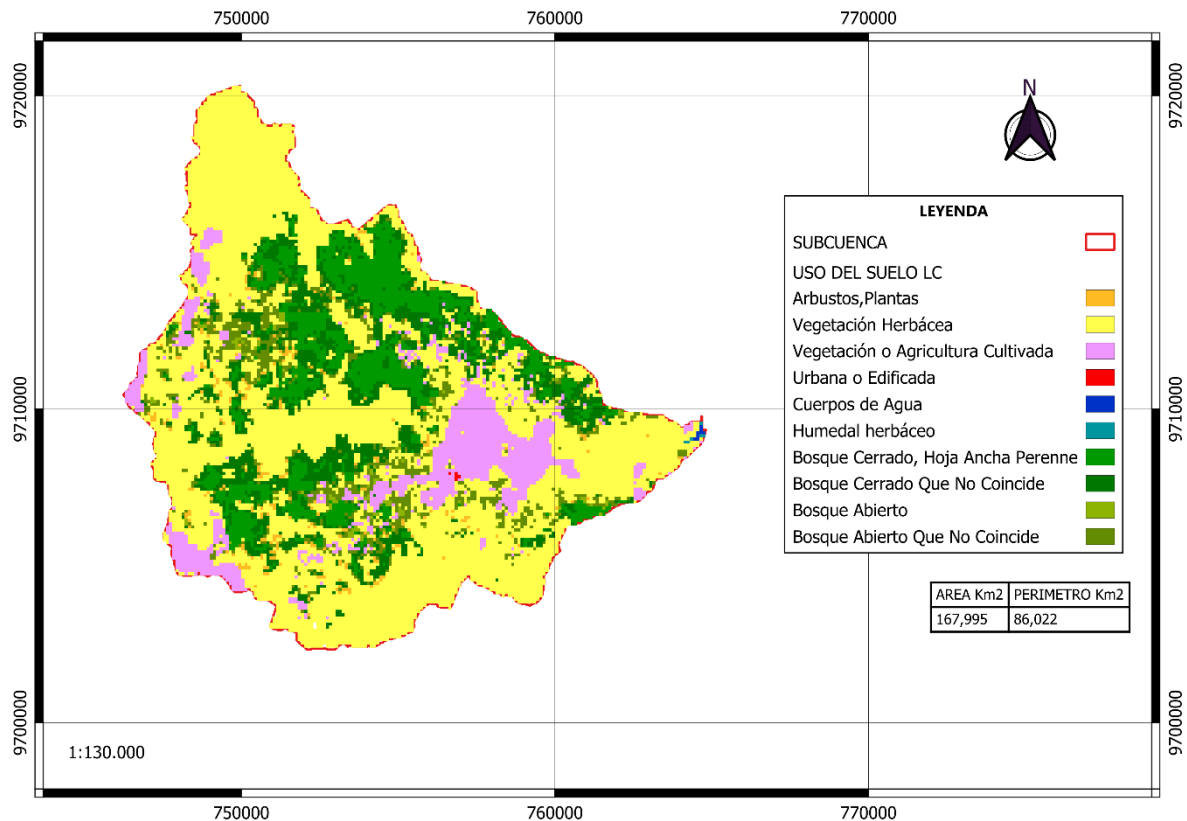 750000
760000
770000
9720000
9720000
N
LEYENDA
SUBCUENCA
USO DEL SUELO LC
Arbustos,Plantas
Vegetación Herbácea
Vegetación o Agricultura Cultivada
Urbana o Edificada
Cuerpos de Agua
Humedal herbáceo
Bosque Cerrado, Hoja Ancha Perenne
Bosque Cerrado Que No Coincide
Bosque Abierto
Bosque Abierto Que No Coincide
9710000
9710000
AREA Km2 PERIMETRO Km2
167,995 86,022
9700000
9700000
1:130.000
750000
760000
770000